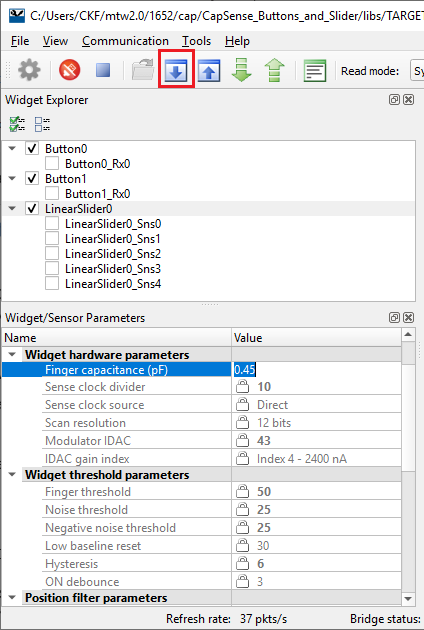 C:/Users/CKF/mtw2.0/1652/cap/CapSense_Buttons_and_Slider/libs/TARGET
File View Communication Tools Help
Read mode: Sy
Widget Explorer
Button0
Button0_Rx0
Button1
Button1_Rx0
LinearSlider0
LinearSlider0_Sns0
LinearSlider0_Sns1
LinearSlider0_Sns2
LinearSlider0_Sns3
LinearSlider0_Sns4
Widget/Sensor Parameters
Name Value
Widget hardware parameters
Finger capacitance (pF) 0.45
Sense clock divider 10
Sense clock source Direct
Scan resolution 12 bits
Modulator IDAC 43
IDAC gain index Index 4 - 2400 nA
Widget threshold parameters
Finger threshold 50
Noise threshold 25
Negative noise threshold 25
Low baseline reset 30
Hysteresis 6
ON debounce 3
Position filter parameters
Refresh rate: 37 pkts/s Bridge status: